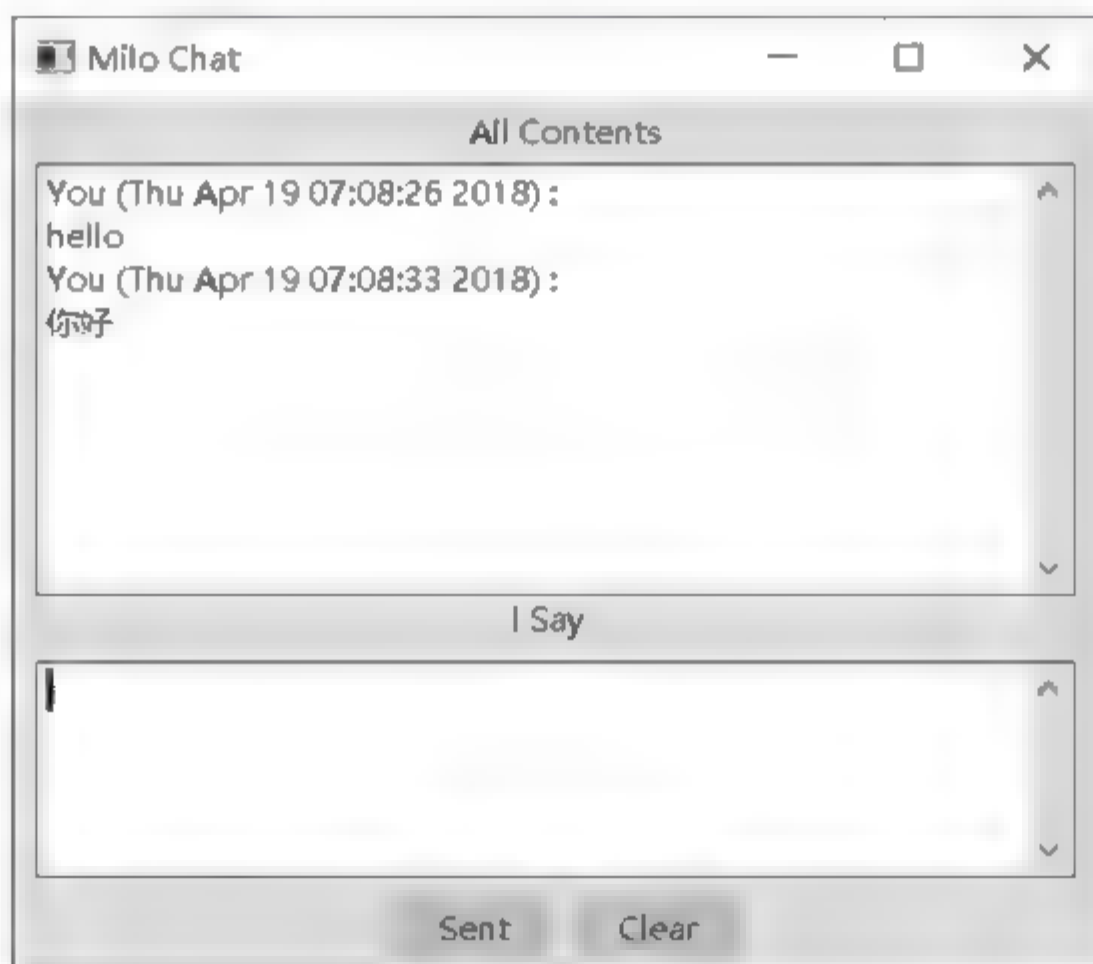 Milo Chat
All Contents
You (Thu Apr 19 07:08:26 2018) :
hello
You (Thu Apr 19 07:08:33 2018) :
你好
I Say
Sent Clear